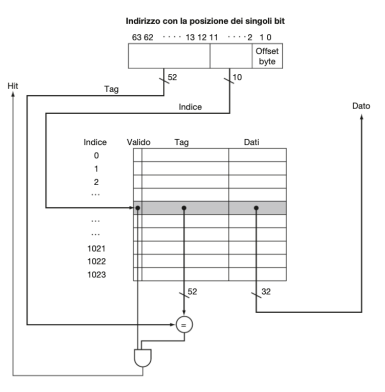 Indirizzo con la posizione dei singoli bit
63 62 ···· 13 12 11 ····2 1 0
Offset
byte
52
10
Hit
Tag
Dato
Indice
Indice Valido Tag Dati
0
1
2
...
...
...
1021
1022
1023
52
32
=